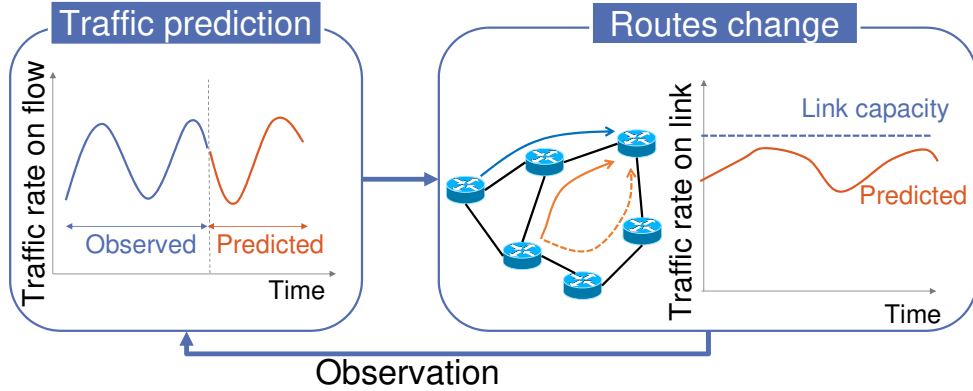 Traffic prediction
Traffic rate on flow
Observed
Predicted
Time
Routes change
Traffic rate on link
Link capacity
Predicted
Time
Observation